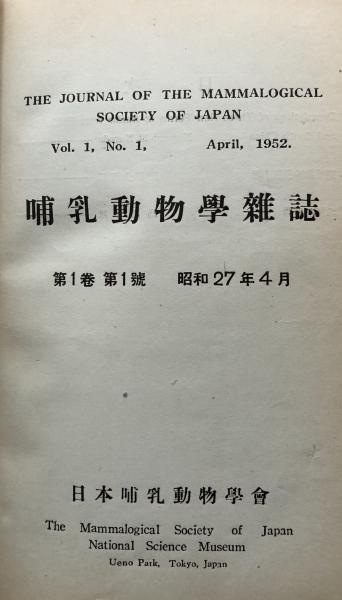 THE JOURNAL OF THE MAMMALOGICAL
SOCIETY OF JAPAN
Vol. 1, No. 1, April, 1952.
哺乳動物學雜誌
第1巻 第1號 昭和27年4月
日本哺乳動物學會
The Mammalogical Society of Japan
National Science Museum
Ueno Park, Tokyo, Japan